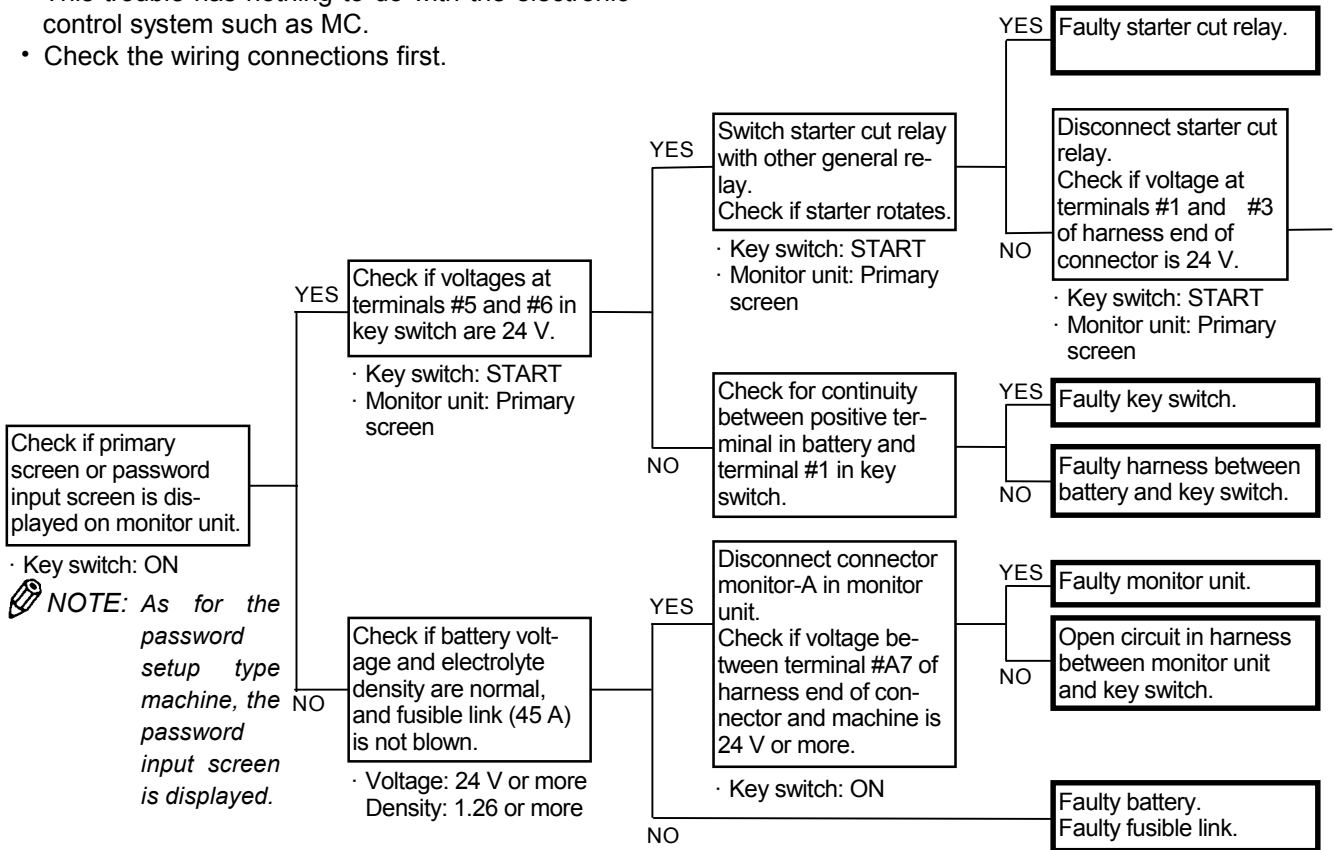 This trouble has nothing to do with the electronic
control system such as MC.
• Check the wiring connections first.
Check if primary
screen or password
input screen is dis-
played on monitor unit.
· Key switch: ON
NOTE: As for the
password
setup type
machine, the
password
input screen
is displayed.
YES
Check if voltages at
terminals #5 and #6 in
key switch are 24 V.
· Key switch: START
· Monitor unit: Primary
screen
NO
Check if battery volt-
age and electrolyte
density are normal,
and fusible link (45 A)
is not blown.
· Voltage: 24 V or more
Density: 1.26 or more
YES
Switch starter cut relay
with other general re-
lay.
Check if starter rotates.
· Key switch: START
· Monitor unit: Primary
screen
NO
Check for continuity
between positive ter-
minal in battery and
terminal #1 in key
switch.
YES
Disconnect connector
monitor-A in monitor
unit.
Check if voltage be-
tween terminal #A7 of
harness end of con-
nector and machine is
24 V or more.
· Key switch: ON
NO
YES
Faulty starter cut relay.
NO
Disconnect starter cut
relay.
Check if voltage at
terminals #1 and #3
of harness end of
connector is 24 V.
· Key switch: START
· Monitor unit: Primary
screen
YES
Faulty key switch.
NO
Faulty harness between
battery and key switch.
YES
Faulty monitor unit.
NO
Open circuit in harness
between monitor unit
and key switch.
Faulty battery.
Faulty fusible link.